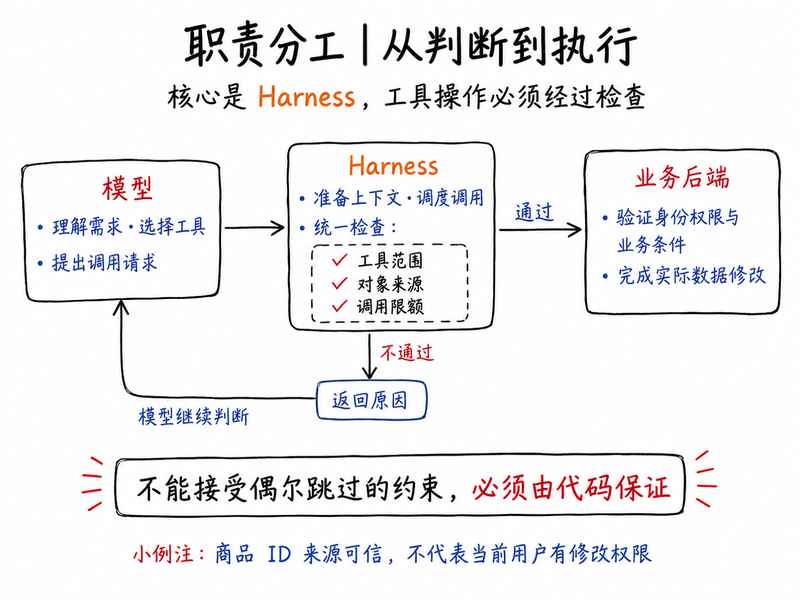 职责分工 | 从判断到执行
核心是 Harness，工具操作必须经过检查
模型
• 理解需求·选择工具
• 提出调用请求
Harness
• 准备上下文·调度调用
• 统一检查：
✓ 工具范围
✓ 对象来源
✓ 调用限额
通过
业务后端
• 验证身份权限与
业务条件
• 完成实际数据修改
不通过
返回原因
模型继续判断
不能接受偶尔跳过的约束，必须由代码保证
小例注：商品 ID 来源可信，不代表当前用户有修改权限